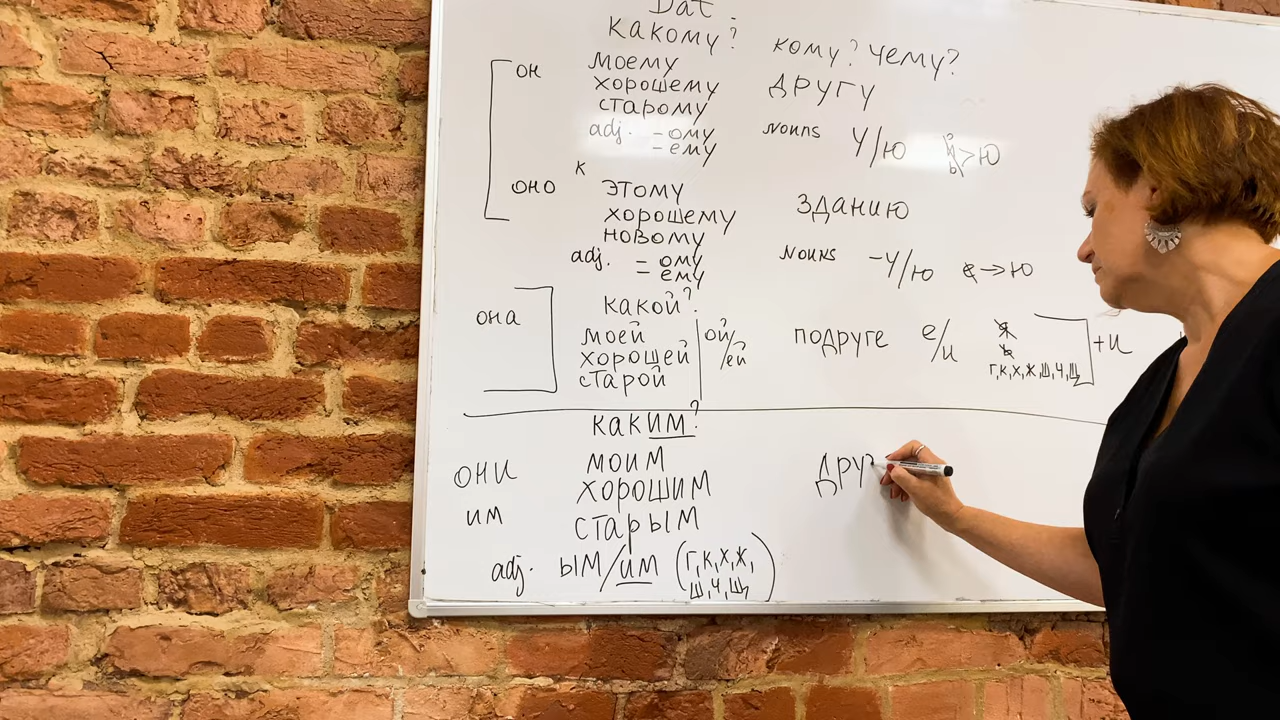 Dat
какому? кому? чему?
он моему
хорошему другу
старому
adj. -ому nouns у/ю й ь > ю
-ему
к
оно этому зданию
хорошему
новому
adj. = ому nouns -у/ю е → ю
ему
какой?
она моей ой/ей подруге е/и я
хорошей ь +и
старой г,к,х,ж,ш,ч,щ
каким?
они моим дру
хорошим
им старым
adj. ым/им (г,к,х,ж,
ш,ч,щ)